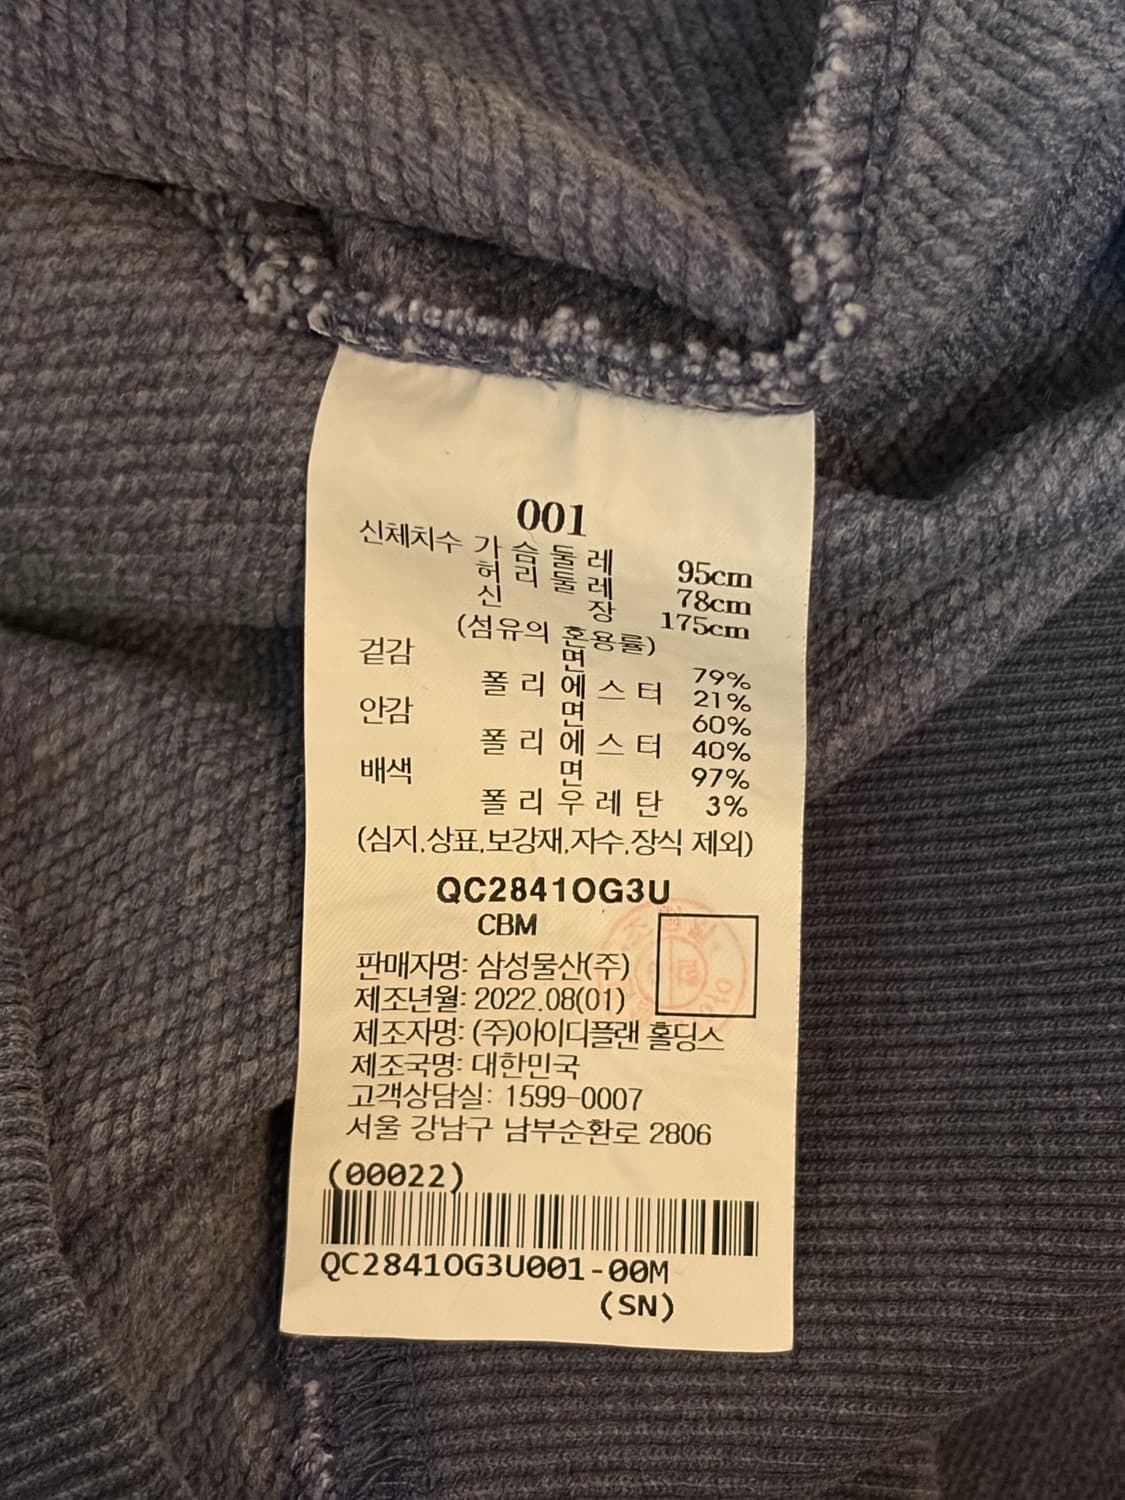 001
신체치수 가슴둘레 95cm
허리둘레 78cm
신장 175cm
(섬유의 혼용률)
겉감 면 79%
폴리에스터 21%
안감 면 60%
폴리에스터 40%
배색 면 97%
폴리우레탄 3%
(심지,상표,보강재,자수,장식 제외)
QC2841OG3U
CBM
판매자명: 삼성물산(주)
제조년월: 2022.08(01)
제조자명: (주)아이디플랜 홀딩스
제조국명: 대한민국
고객상담실: 1599-0007
서울 강남구 남부순환로 2806
(00022)
QC2841OG3U001-00M
(SN)